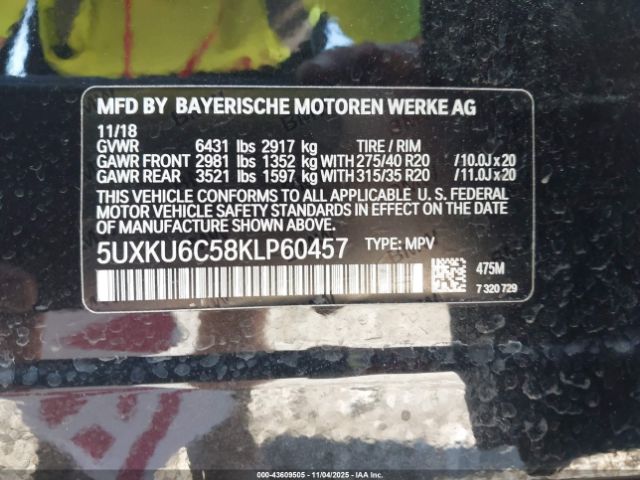 MFD BY BAYERISCHE MOTOREN WERKE AG
11/18
GVWR 6431 lbs 2917 kg TIRE / RIM
GAWR FRONT 2981 lbs 1352 kg WITH 275/40 R20 /10.0J x 20
GAWR REAR 3521 lbs 1597 kg WITH 315/35 R20 /11.0J x 20
THIS VEHICLE CONFORMS TO ALL APPLICABLE U. S. FEDERAL
MOTOR VEHICLE SAFETY STANDARDS IN EFFECT ON THE DATE
OF MANUFACTURE SHOWN ABOVE.
5UXKU6C58KLP60457 TYPE: MPV
475M
7 320 729
000-43609505 - 11/04/2025 - IAAI.com